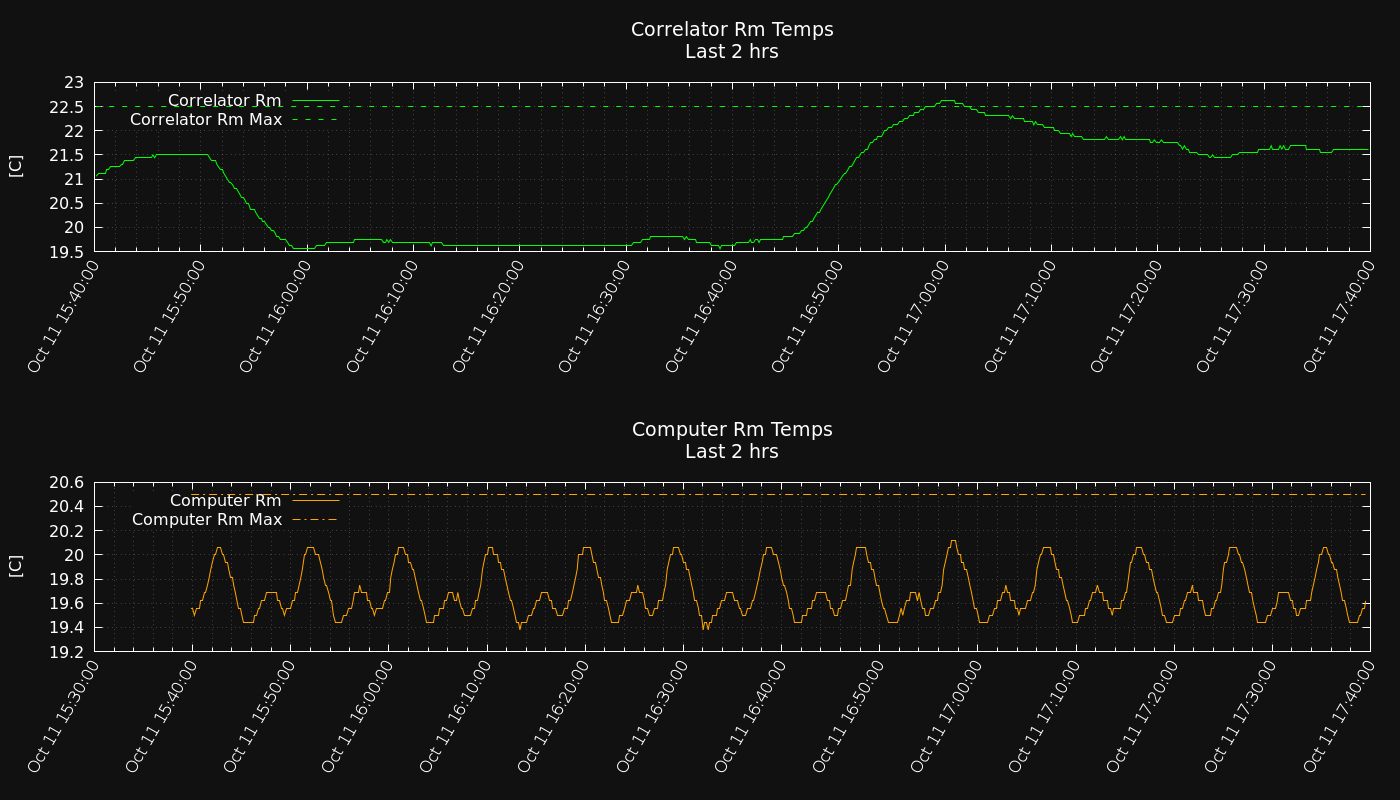 Correlator Rm Temps
Last 2 hrs
23
22.5
22
21.5
21
20.5
20
19.5
[C]
Correlator Rm
Correlator Rm Max
Oct 11 15:40:00
Oct 11 15:50:00
Oct 11 16:00:00
Oct 11 16:10:00
Oct 11 16:20:00
Oct 11 16:30:00
Oct 11 16:40:00
Oct 11 16:50:00
Oct 11 17:00:00
Oct 11 17:10:00
Oct 11 17:20:00
Oct 11 17:30:00
Oct 11 17:40:00
Computer Rm Temps
Last 2 hrs
20.6
20.4
20.2
20
19.8
19.6
19.4
19.2
[C]
Computer Rm
Computer Rm Max
Oct 11 15:30:00
Oct 11 15:40:00
Oct 11 15:50:00
Oct 11 16:00:00
Oct 11 16:10:00
Oct 11 16:20:00
Oct 11 16:30:00
Oct 11 16:40:00
Oct 11 16:50:00
Oct 11 17:00:00
Oct 11 17:10:00
Oct 11 17:20:00
Oct 11 17:30:00
Oct 11 17:40:00